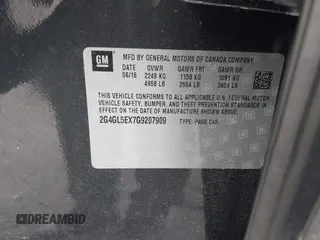 GM
MFD BY GENERAL MOTORS OF CANADA COMPANY
DATE GVWR GAWR FRT GAWR RR
06/16 2249 KG 1158 KG 1091 KG
4958 LB 2554 LB 2404 LB
THIS VEHICLE CONFORMS TO ALL APPLICABLE U.S. FEDERAL MOTOR
VEHICLE SAFETY, BUMPER, AND THEFT PREVENTION STANDARDS IN
EFFECT ON THE DATE OF MANUFACTURE SHOWN ABOVE.
2G4GL5EX7G9207909 TYPE: PASS CAR
DREAMBID